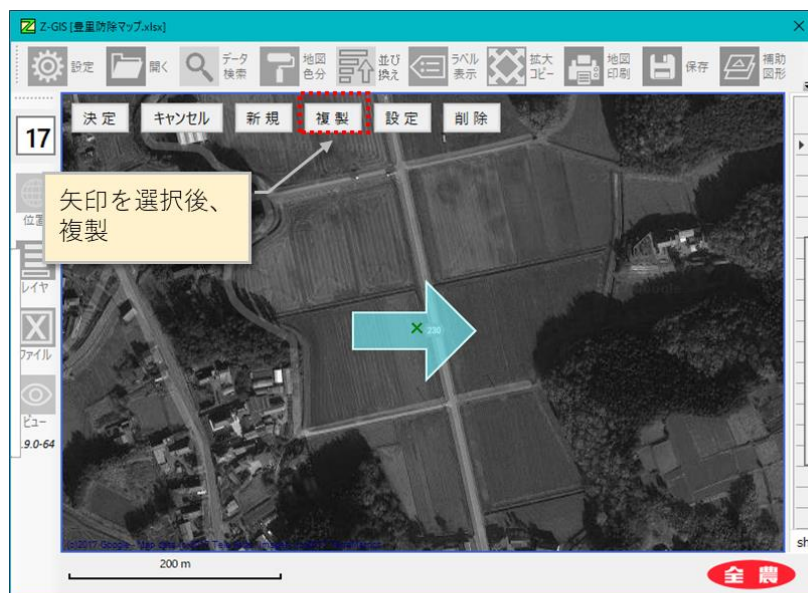 Z-GIS [豊里防除マップ.xlsx]
設定
開く
データ
検索
地図
色分
並び
換え
ラベル
表示
拡大
コピー
地図
印刷
保存
補助
図形
決定 キャンセル 新規 複製 設定 削除
17
矢印を選択後、
複製
位置
レイヤ
X
ファイル
ビュー
.9.0-64
230
200 m
sh
全農